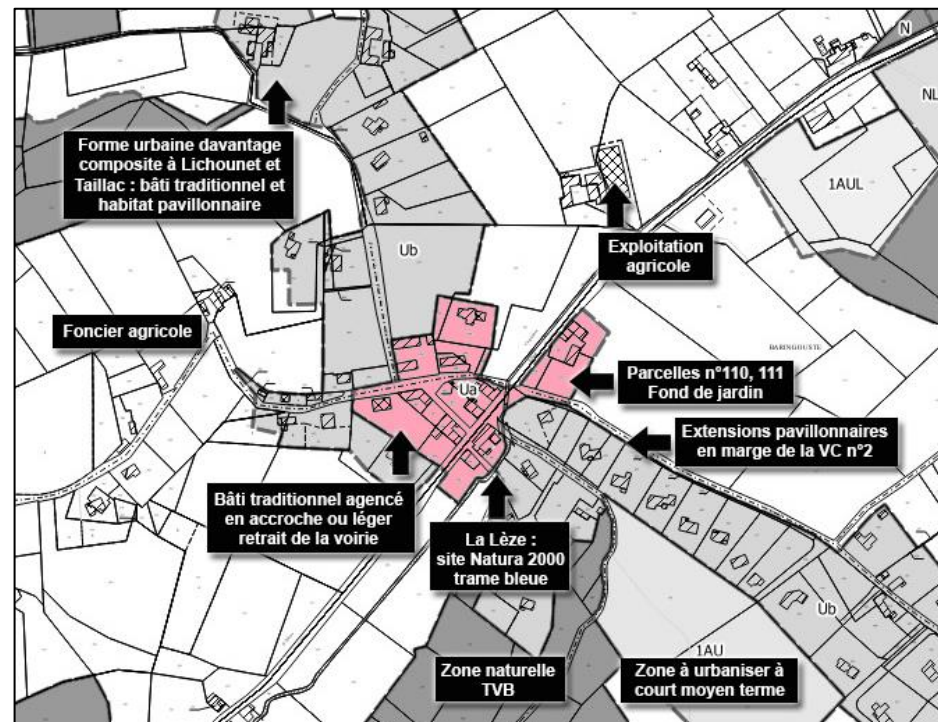 N
NL
Forme urbaine davantage
composite à Lichounet et
Taillac : bâti traditionnel et
habitat pavillonnaire
1AUL
Ub
Exploitation
agricole
Foncier agricole
BARINGOUSTE
Parcelles n°110, 111
Fond de jardin
Ua
Extensions pavillonnaires
en marge de la VC n°2
Bâti traditionnel agencé
en accroche ou léger
retrait de la voirie
La Lèze :
site Natura 2000
trame bleue
Ub
1AU
Zone naturelle
TVB
Zone à urbaniser à
court moyen terme